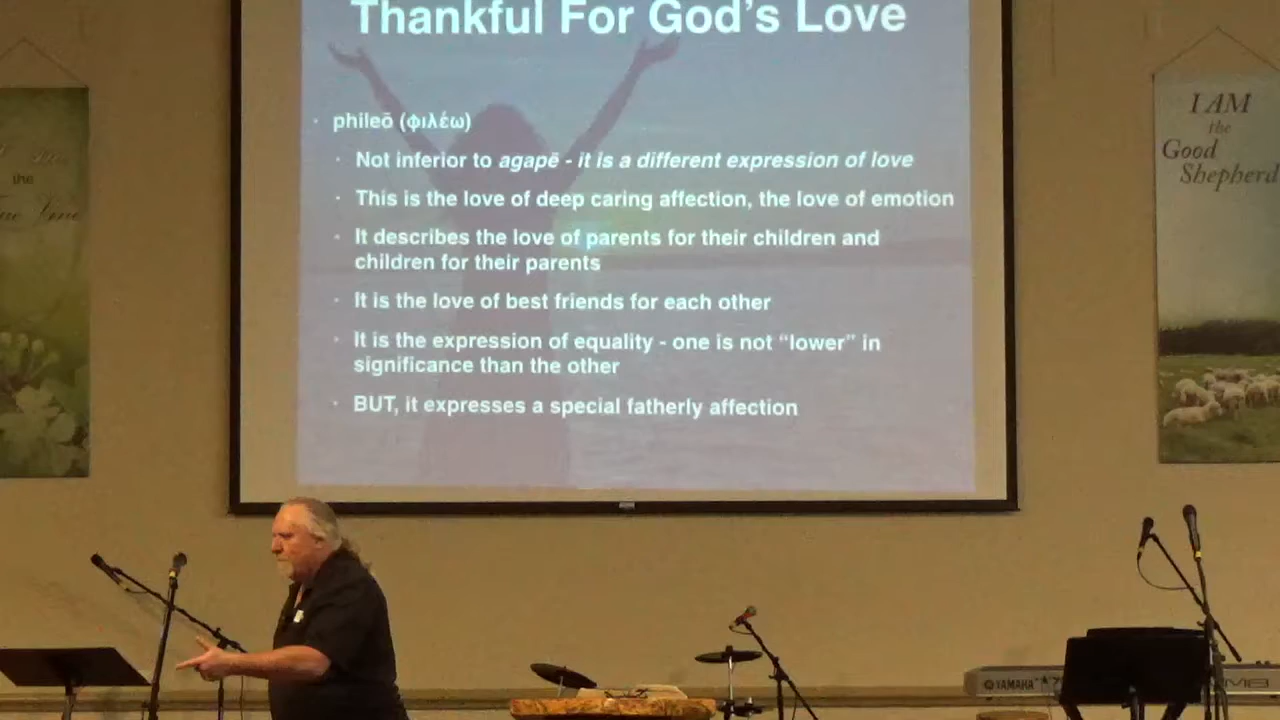 Thankful For God's Love
· phileō (φιλέω)
· Not inferior to agapē - it is a different expression of love
· This is the love of deep caring affection, the love of emotion
· It describes the love of parents for their children and
children for their parents
· It is the love of best friends for each other
· It is the expression of equality - one is not “lower” in
significance than the other
· BUT, it expresses a special fatherly affection
the
Vine
I AM
the
Good
Shepherd
YAMAHA